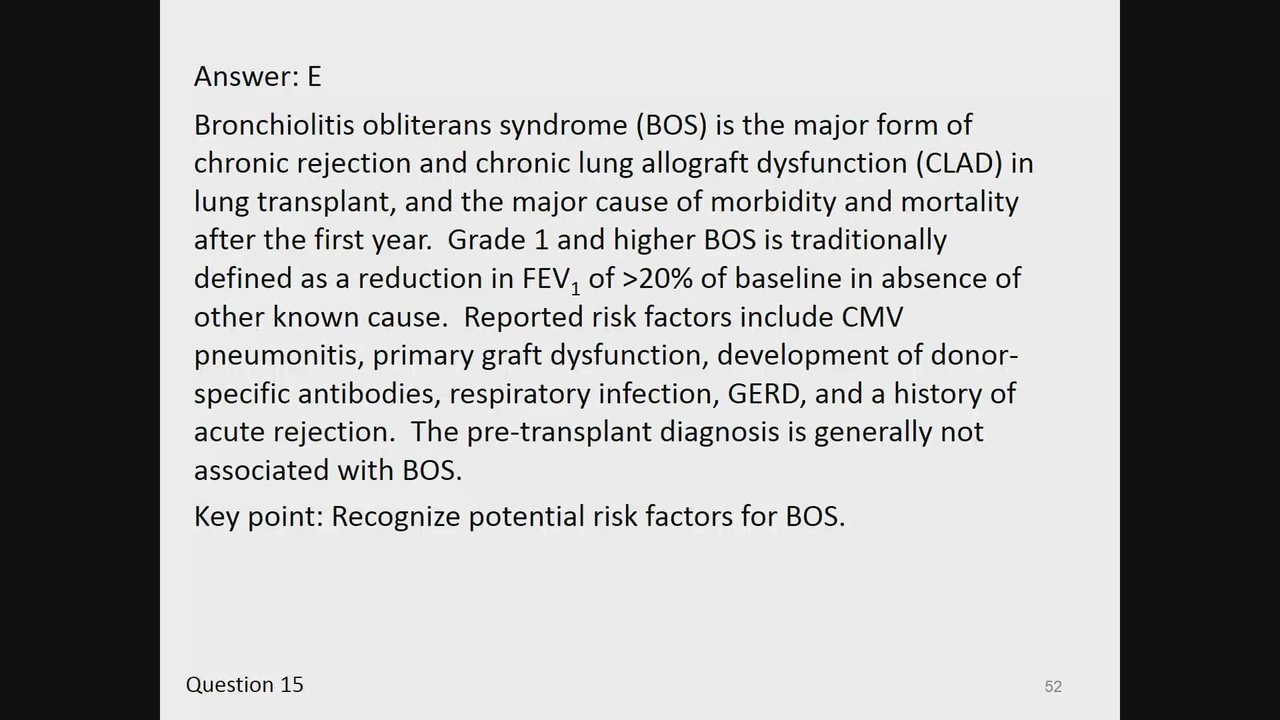 Answer: E
Bronchiolitis obliterans syndrome (BOS) is the major form of
chronic rejection and chronic lung allograft dysfunction (CLAD) in
lung transplant, and the major cause of morbidity and mortality
after the first year.  Grade 1 and higher BOS is traditionally
defined as a reduction in FEV₁ of >20% of baseline in absence of
other known cause.  Reported risk factors include CMV
pneumonitis, primary graft dysfunction, development of donor-
specific antibodies, respiratory infection, GERD, and a history of
acute rejection.  The pre-transplant diagnosis is generally not
associated with BOS.
Key point: Recognize potential risk factors for BOS.
Question 15
52